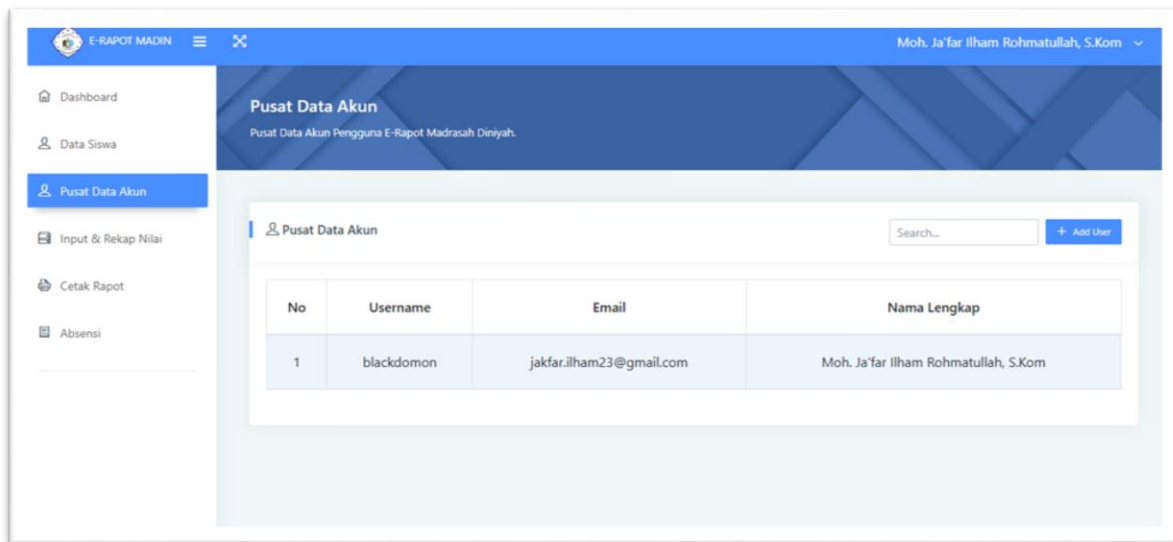 E-RAPOT MADIN
Moh. Ja'far Ilham Rohmatullah, S.Kom
Dashboard
Data Siswa
Pusat Data Akun
Input & Rekap Nilai
Cetak Rapot
Absensi
Pusat Data Akun
Pusat Data Akun Pengguna E-Rapot Madrasah Diniyah.
Pusat Data Akun
Search...
+ Add User
No Username Email Nama Lengkap
1 blackdomon jakfar.ilham23@gmail.com Moh. Ja'far Ilham Rohmatullah, S.Kom